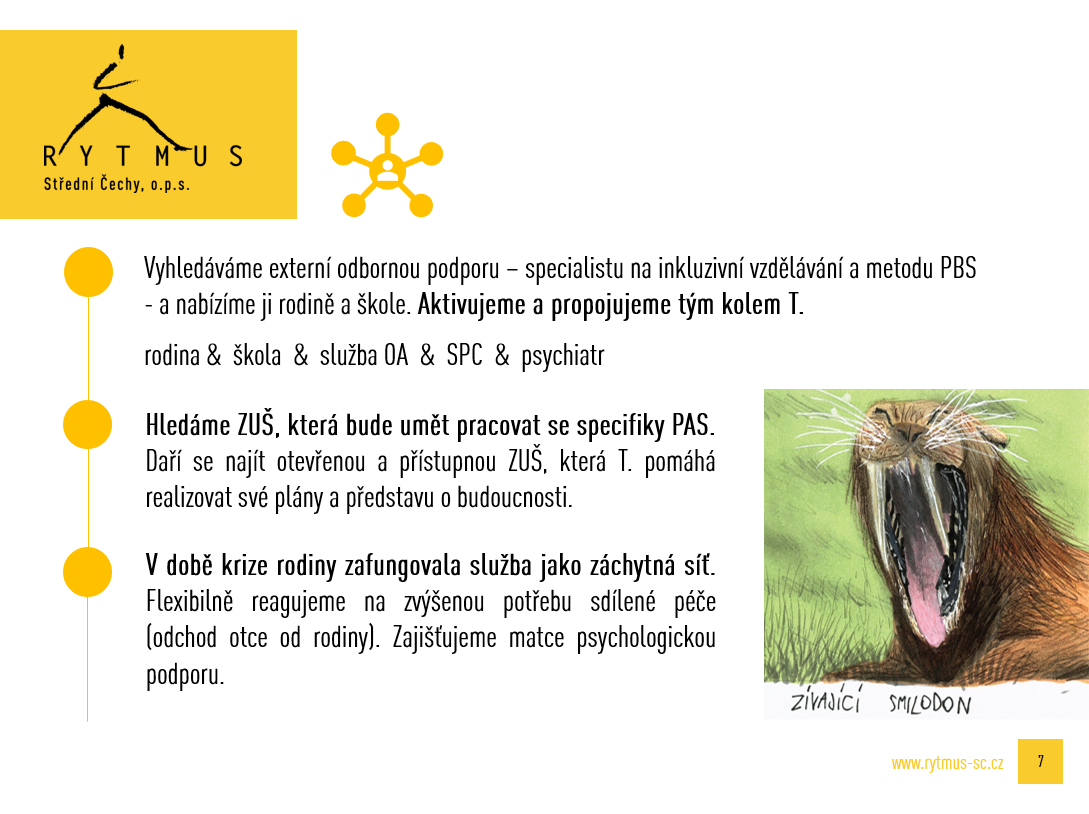 RYTMUS
Střední Čechy, o.p.s.
Vyhledáváme externí odbornou podporu – specialistu na inkluzivní vzdělávání a metodu PBS
- a nabízíme ji rodině a škole. Aktivujeme a propojujeme tým kolem T.
rodina & škola & služba OA & SPC & psychiatr
Hledáme ZUŠ, která bude umět pracovat se specifiky PAS.
Daří se najít otevřenou a přístupnou ZUŠ, která T. pomáhá
realizovat své plány a představu o budoucnosti.
V době krize rodiny zafungovala služba jako záchytná síť.
Flexibilně reagujeme na zvýšenou potřebu sdílené péče
(odchod otce od rodiny). Zajišťujeme matce psychologickou
podporu.
ZÍVAJÍCÍ SMILODON
www.rytmus-sc.cz
7